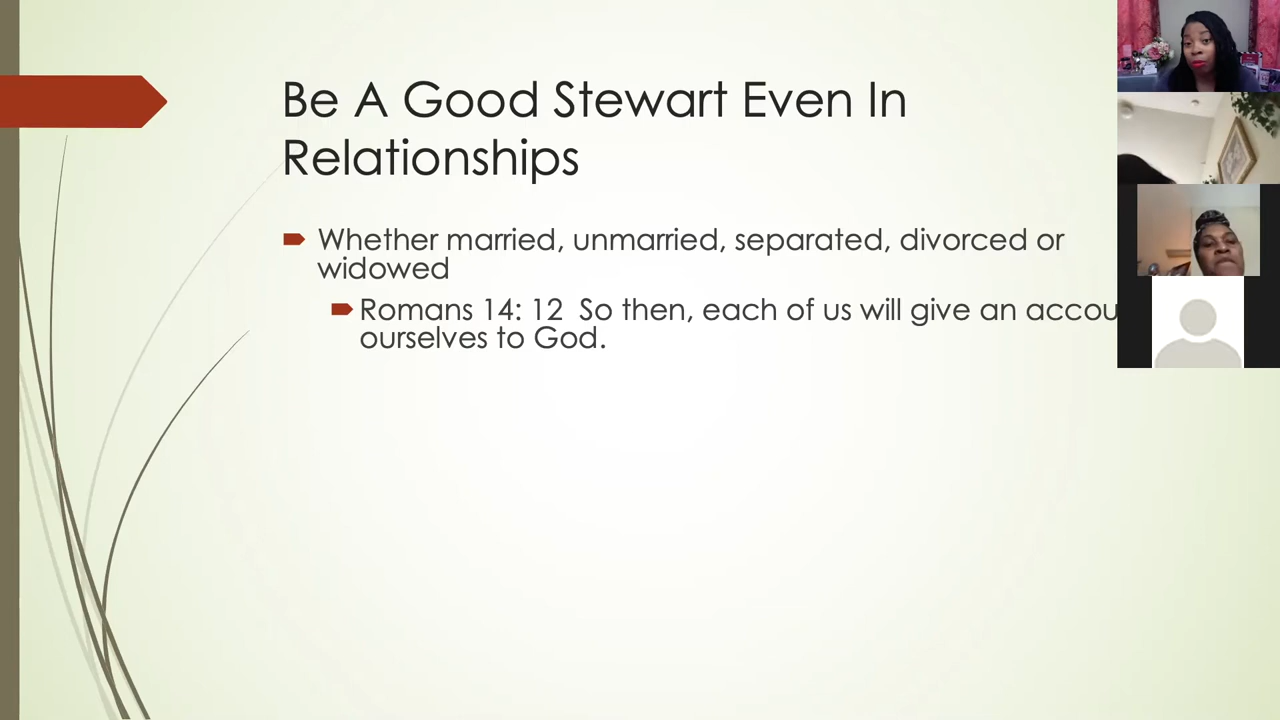 Be A Good Stewart Even In
Relationships
Whether married, unmarried, separated, divorced or
widowed
Romans 14: 12 So then, each of us will give an accou
ourselves to God.